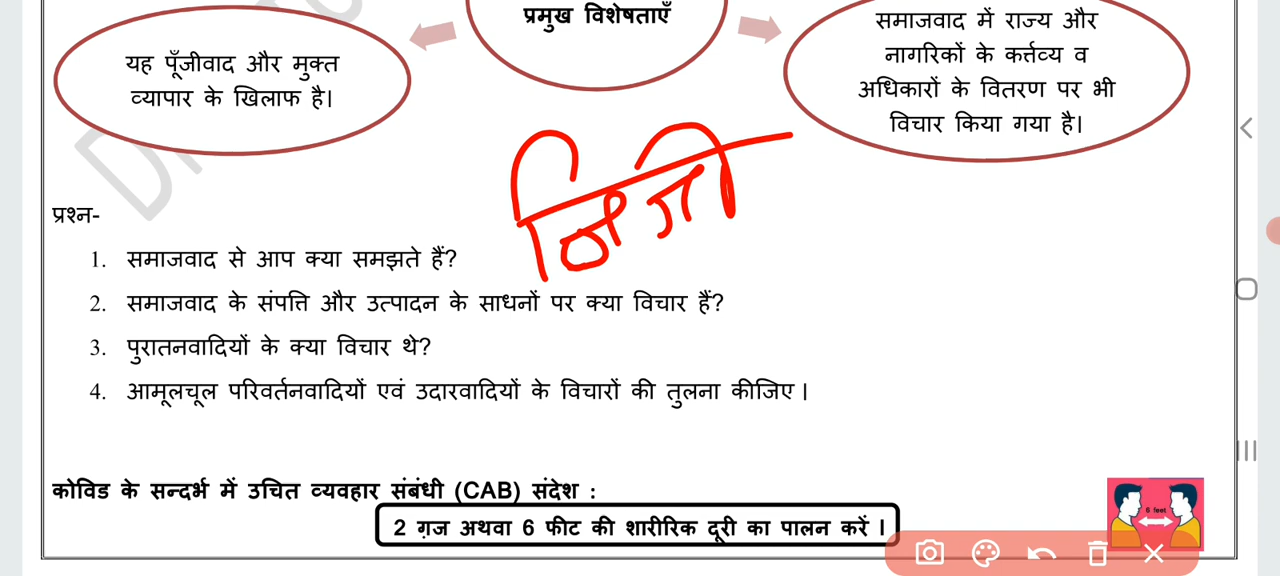 प्रमुख विशेषताएँ
यह पूँजीवाद और मुक्त
व्यापार के खिलाफ है।
समाजवाद में राज्य और
नागरिकों के कर्त्तव्य व
अधिकारों के वितरण पर भी
विचार किया गया है।
निजी
प्रश्न-
1. समाजवाद से आप क्या समझते हैं?
2. समाजवाद के संपत्ति और उत्पादन के साधनों पर क्या विचार हैं?
3. पुरातनवादियों के क्या विचार थे?
4. आमूलचूल परिवर्तनवादियों एवं उदारवादियों के विचारों की तुलना कीजिए ।
कोविड के सन्दर्भ में उचित व्यवहार संबंधी (CAB) संदेश :
2 ग़ज अथवा 6 फीट की शारीरिक दूरी का पालन करें ।
6 feet